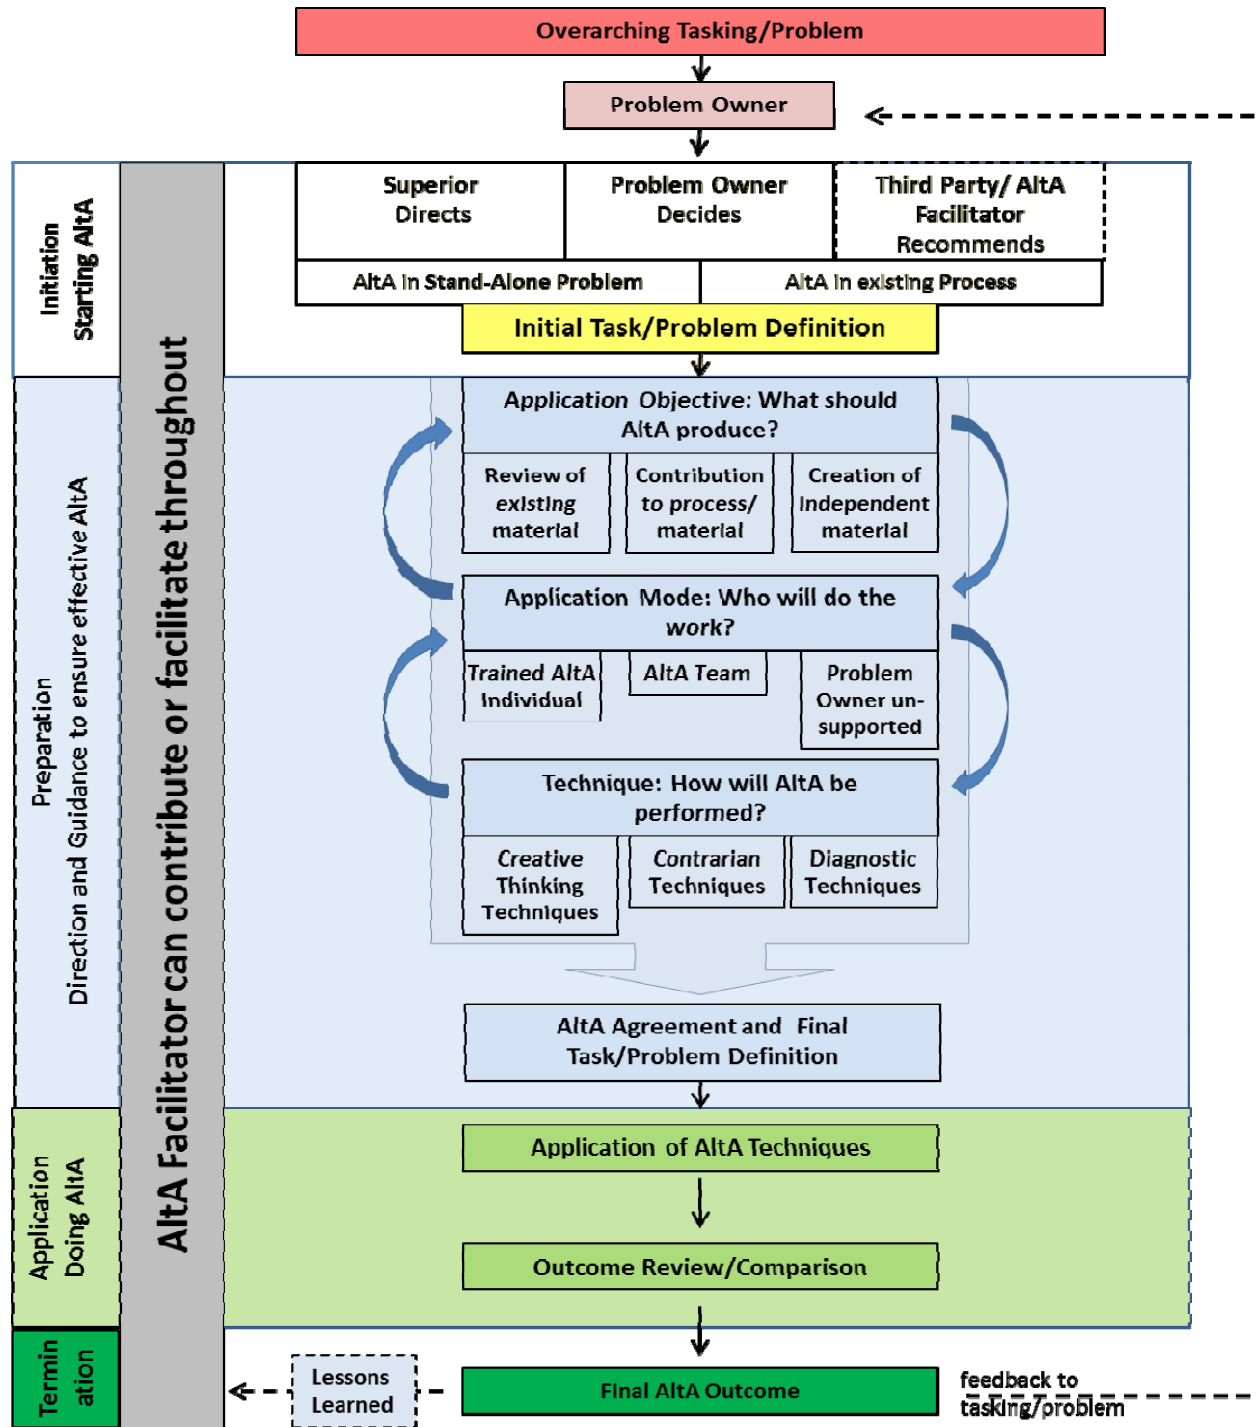 Overarching Tasking/Problem
Problem Owner
Initiation
Starting AltA
Superior
Directs
Problem Owner
Decides
Third Party/ AltA
Facilitator
Recommends
AltA in Stand-Alone Problem
AltA in existing Process
Initial Task/Problem Definition
AltA Facilitator can contribute or facilitate throughout
Preparation
Direction and Guidance to ensure effective AltA
Application Objective: What should
AltA produce?
Review of
existing
material
Contribution
to process/
material
Creation of
independent
material
Application Mode: Who will do the
work?
Trained AltA
Individual
AltA Team
Problem
Owner un-
supported
Technique: How will AltA be
performed?
Creative
Thinking
Techniques
Contrarian
Techniques
Diagnostic
Techniques
AltA Agreement and Final
Task/Problem Definition
Application
Doing AltA
Application of AltA Techniques
Outcome Review/Comparison
Termin
ation
Lessons
Learned
Final AltA Outcome
feedback to
tasking/problem